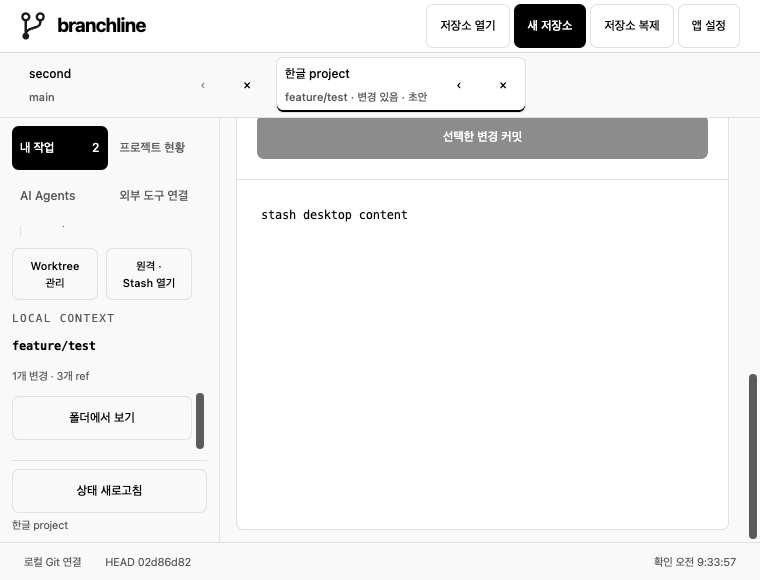 branchline
저장소 열기
새 저장소
저장소 복제
앱 설정
second
main
한글 project
feature/test · 변경 있음 · 초안
내 작업 2
프로젝트 현황
AI Agents
외부 도구 연결
Worktree
관리
원격 ·
Stash 열기
LOCAL CONTEXT
feature/test
1개 변경 · 3개 ref
폴더에서 보기
상태 새로고침
한글 project
선택한 변경 커밋
stash desktop content
로컬 Git 연결
HEAD 02d86d82
확인 오전 9:33:57